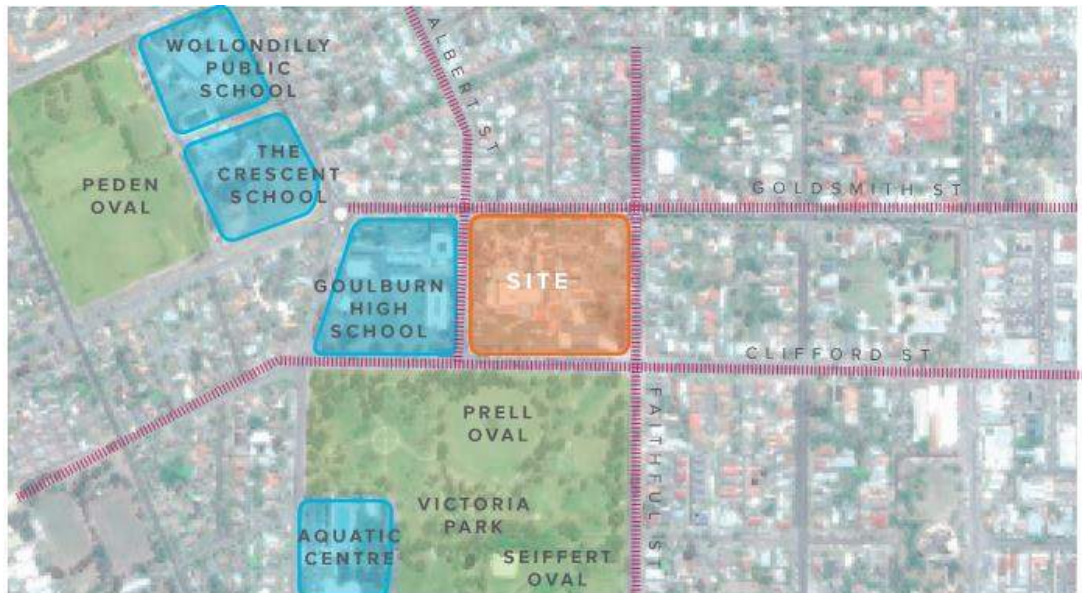 WOLLONDILLY
PUBLIC
SCHOOL
ALBERT ST
THE
CRESCENT
SCHOOL
PEDEN
OVAL
GOLDSMITH ST
GOULBURN
HIGH
SCHOOL
SITE
CLIFFORD ST
PRELL
OVAL
FAITHFUL ST
VICTORIA
PARK
AQUATIC
CENTRE
SEIFFERT
OVAL